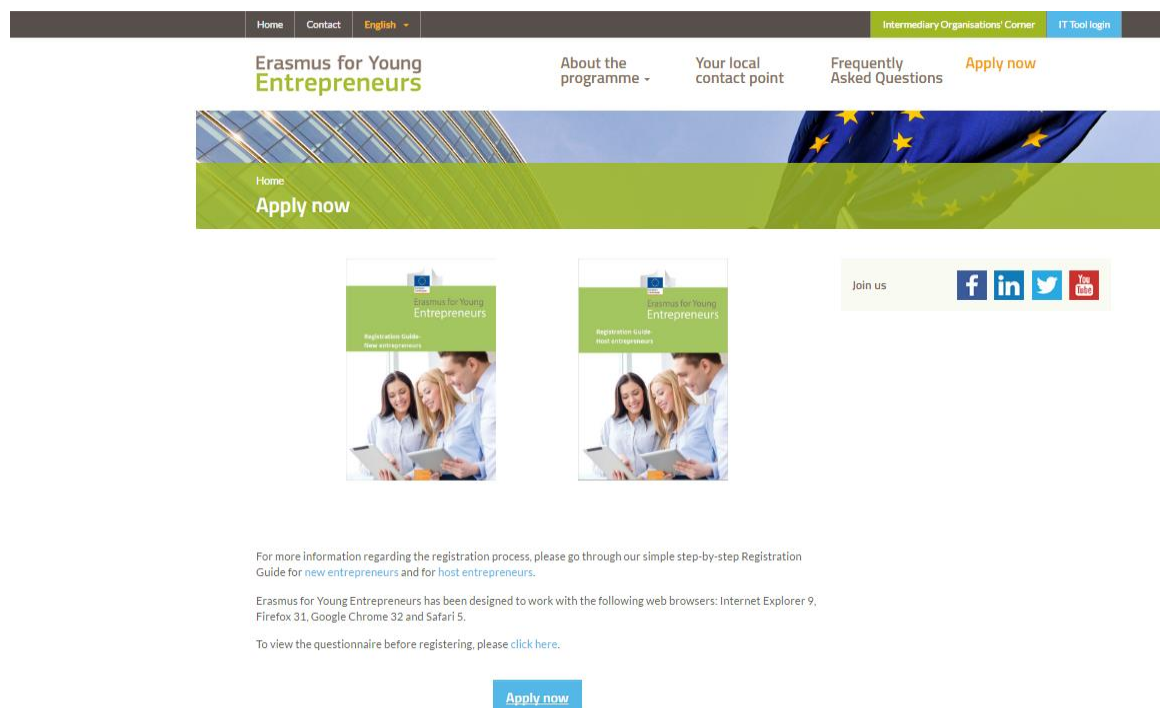 Home
Contact
English
Intermediary Organisations' Corner
IT Tool login
Erasmus for Young
Entrepreneurs
About the
programme
Your local
contact point
Frequently
Asked Questions
Apply now
Home
Apply now
Erasmus for Young
Entrepreneurs
Registration Guide
New entrepreneurs
Erasmus for Young
Entrepreneurs
Registration Guide
Host entrepreneurs
Join us
f
in
You
Tube
For more information regarding the registration process, please go through our simple step-by-step Registration
Guide for new entrepreneurs and for host entrepreneurs.
Erasmus for Young Entrepreneurs has been designed to work with the following web browsers: Internet Explorer 9,
Firefox 31, Google Chrome 32 and Safari 5.
To view the questionnaire before registering, please click here.
Apply now